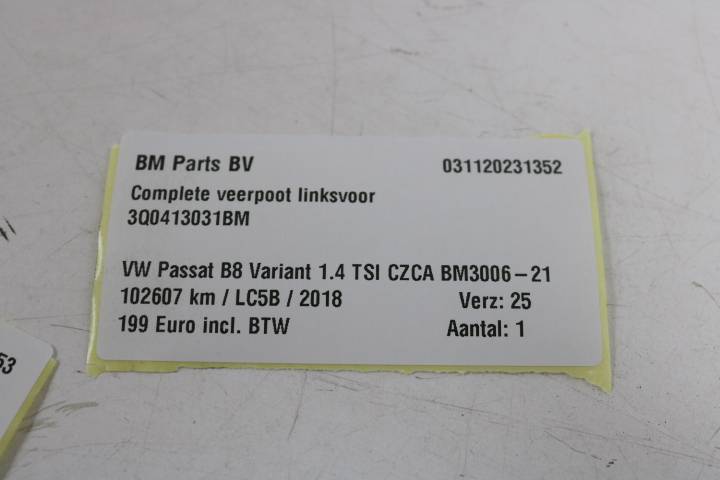 BM Parts BV 031120231352
Complete veerpoot linksvoor
3Q0413031BM
VW Passat B8 Variant 1.4 TSI CZCA BM3006-21
102607 km / LC5B / 2018 Verz: 25
199 Euro incl. BTW Aantal: 1
53